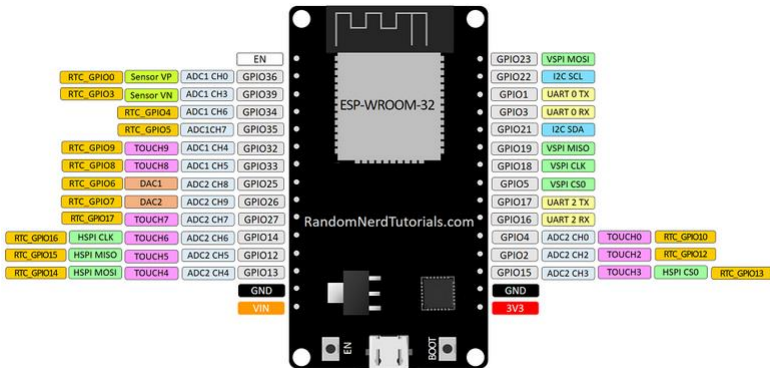 EN GPIO23 VSPI MOSI
RTC_GPIO0 Sensor VP ADC1 CH0 GPIO36 GPIO22 I2C SCL
RTC_GPIO3 Sensor VN ADC1 CH3 GPIO39 GPIO1 UART 0 TX
ESP-WROOM-32
RTC_GPIO4 ADC1 CH6 GPIO34 GPIO3 UART 0 RX
RTC_GPIO5 ADC1CH7 GPIO35 GPIO21 I2C SDA
RTC_GPIO9 TOUCH9 ADC1 CH4 GPIO32 GPIO19 VSPI MISO
RTC_GPIO8 TOUCH8 ADC1 CH5 GPIO33 GPIO18 VSPI CLK
RTC_GPIO6 DAC1 ADC2 CH8 GPIO25 GPIO5 VSPI CS0
RTC_GPIO7 DAC2 ADC2 CH9 GPIO26 GPIO17 UART 2 TX
RTC_GPIO17 TOUCH7 ADC2 CH7 GPIO27 RandomNerdTutorials.com GPIO16 UART 2 RX
RTC_GPIO16 HSPI CLK TOUCH6 ADC2 CH6 GPIO14 GPIO4 ADC2 CH0 TOUCH0 RTC_GPIO10
RTC_GPIO15 HSPI MISO TOUCH5 ADC2 CH5 GPIO12 GPIO2 ADC2 CH2 TOUCH2 RTC_GPIO12
RTC_GPIO14 HSPI MOSI TOUCH4 ADC2 CH4 GPIO13 GPIO15 ADC2 CH3 TOUCH3 HSPI CS0 RTC_GPIO13
GND GND
VIN 3V3
EN BOOT